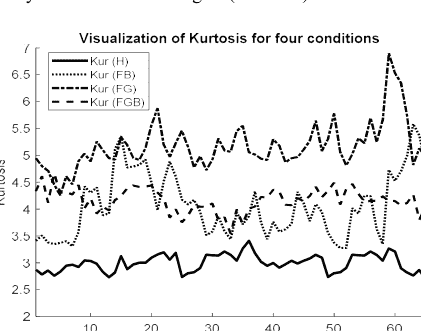 Visualization of Kurtosis for four conditions
7
6.5
6
5.5
5
4.5
4
3.5
3
2.5
2
Kurtosis
Kur (H)
Kur (FB)
Kur (FG)
Kur (FGB)
10
20
30
40
50
60